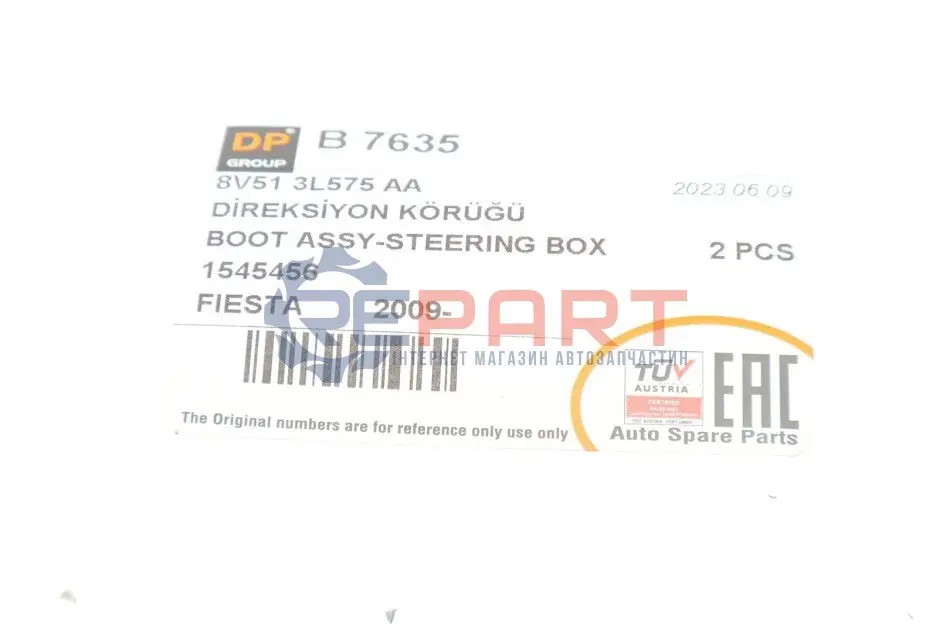 DP GROUP
B 7635
8V51 3L575 AA
2023 06 09
DİREKSİYON KÖRÜĞÜ
BOOT ASSY-STEERING BOX
2 PCS
1545456
FIESTA 2009-
REPART
ІНТЕРНЕТ МАГАЗИН АВТОЗАПЧАСТИН
The Original numbers are for reference only use only
TÜV
AUSTRIA
CERTIFIED
EAC
Auto Spare Parts